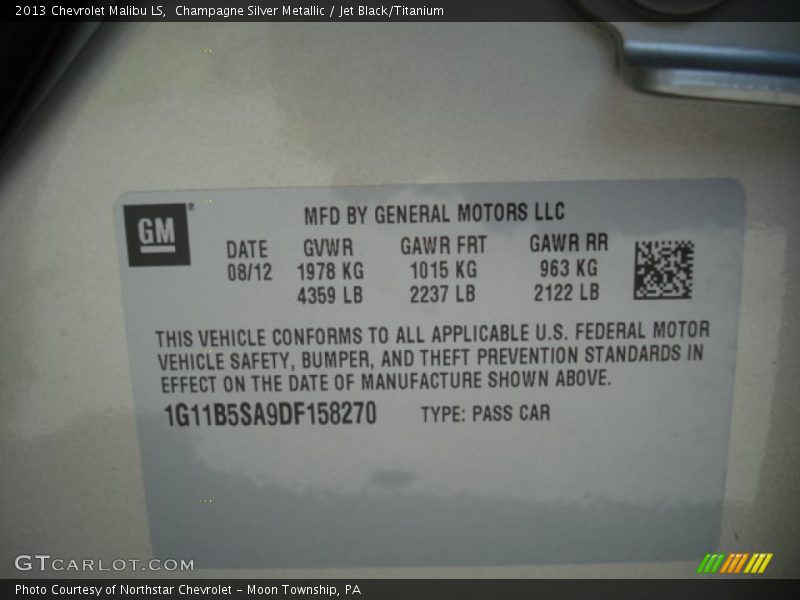 2013 Chevrolet Malibu LS,  Champagne Silver Metallic / Jet Black/Titanium
GM®
MFD BY GENERAL MOTORS LLC
DATE GVWR GAWR FRT GAWR RR
08/12 1978 KG 1015 KG 963 KG
4359 LB 2237 LB 2122 LB
THIS VEHICLE CONFORMS TO ALL APPLICABLE U.S. FEDERAL MOTOR
VEHICLE SAFETY, BUMPER, AND THEFT PREVENTION STANDARDS IN
EFFECT ON THE DATE OF MANUFACTURE SHOWN ABOVE.
1G11B5SA9DF158270 TYPE: PASS CAR
GTCARLOT.COM
Photo Courtesy of Northstar Chevrolet - Moon Township, PA